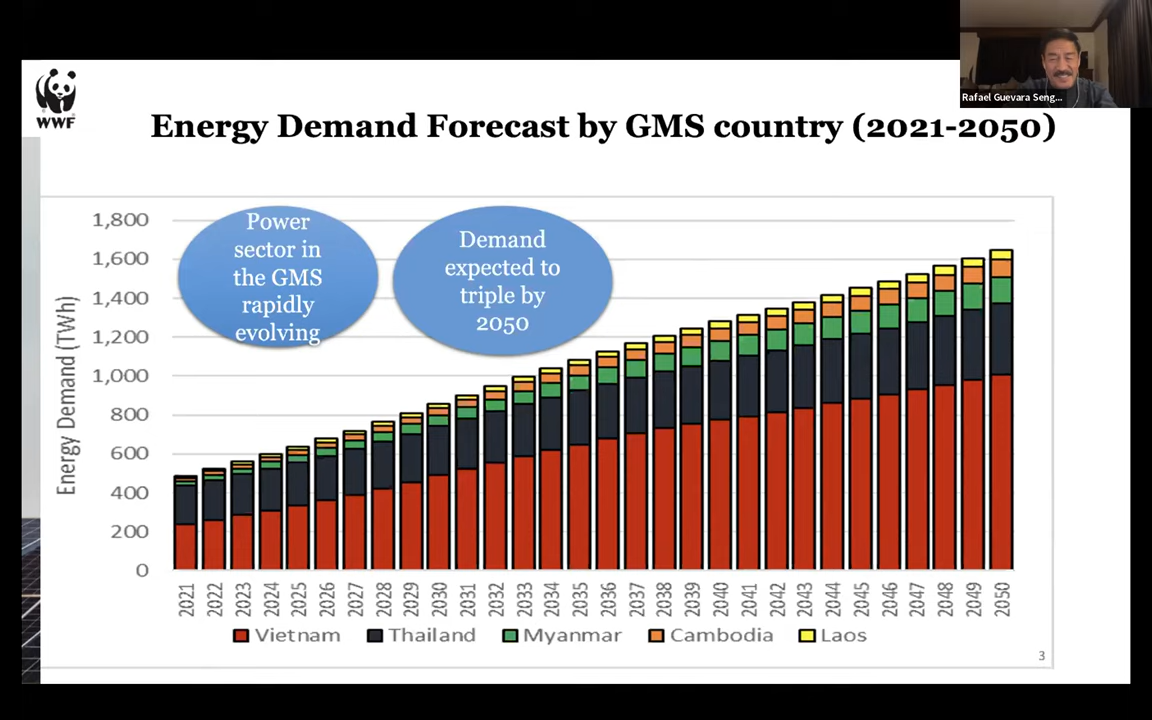 Rafael Guevara Seng...
WWF
Energy Demand Forecast by GMS country (2021-2050)
Power
sector in
the GMS
rapidly
evolving
Demand
expected to
triple by
2050
Energy Demand (TWh)
1,800
1,600
1,400
1,200
1,000
800
600
400
200
0
2021 2022 2023 2024 2025 2026 2027 2028 2029 2030 2031 2032 2033 2034 2035 2036 2037 2038 2039 2040 2041 2042 2043 2044 2045 2046 2047 2048 2049 2050
Vietnam Thailand Myanmar Cambodia Laos
3